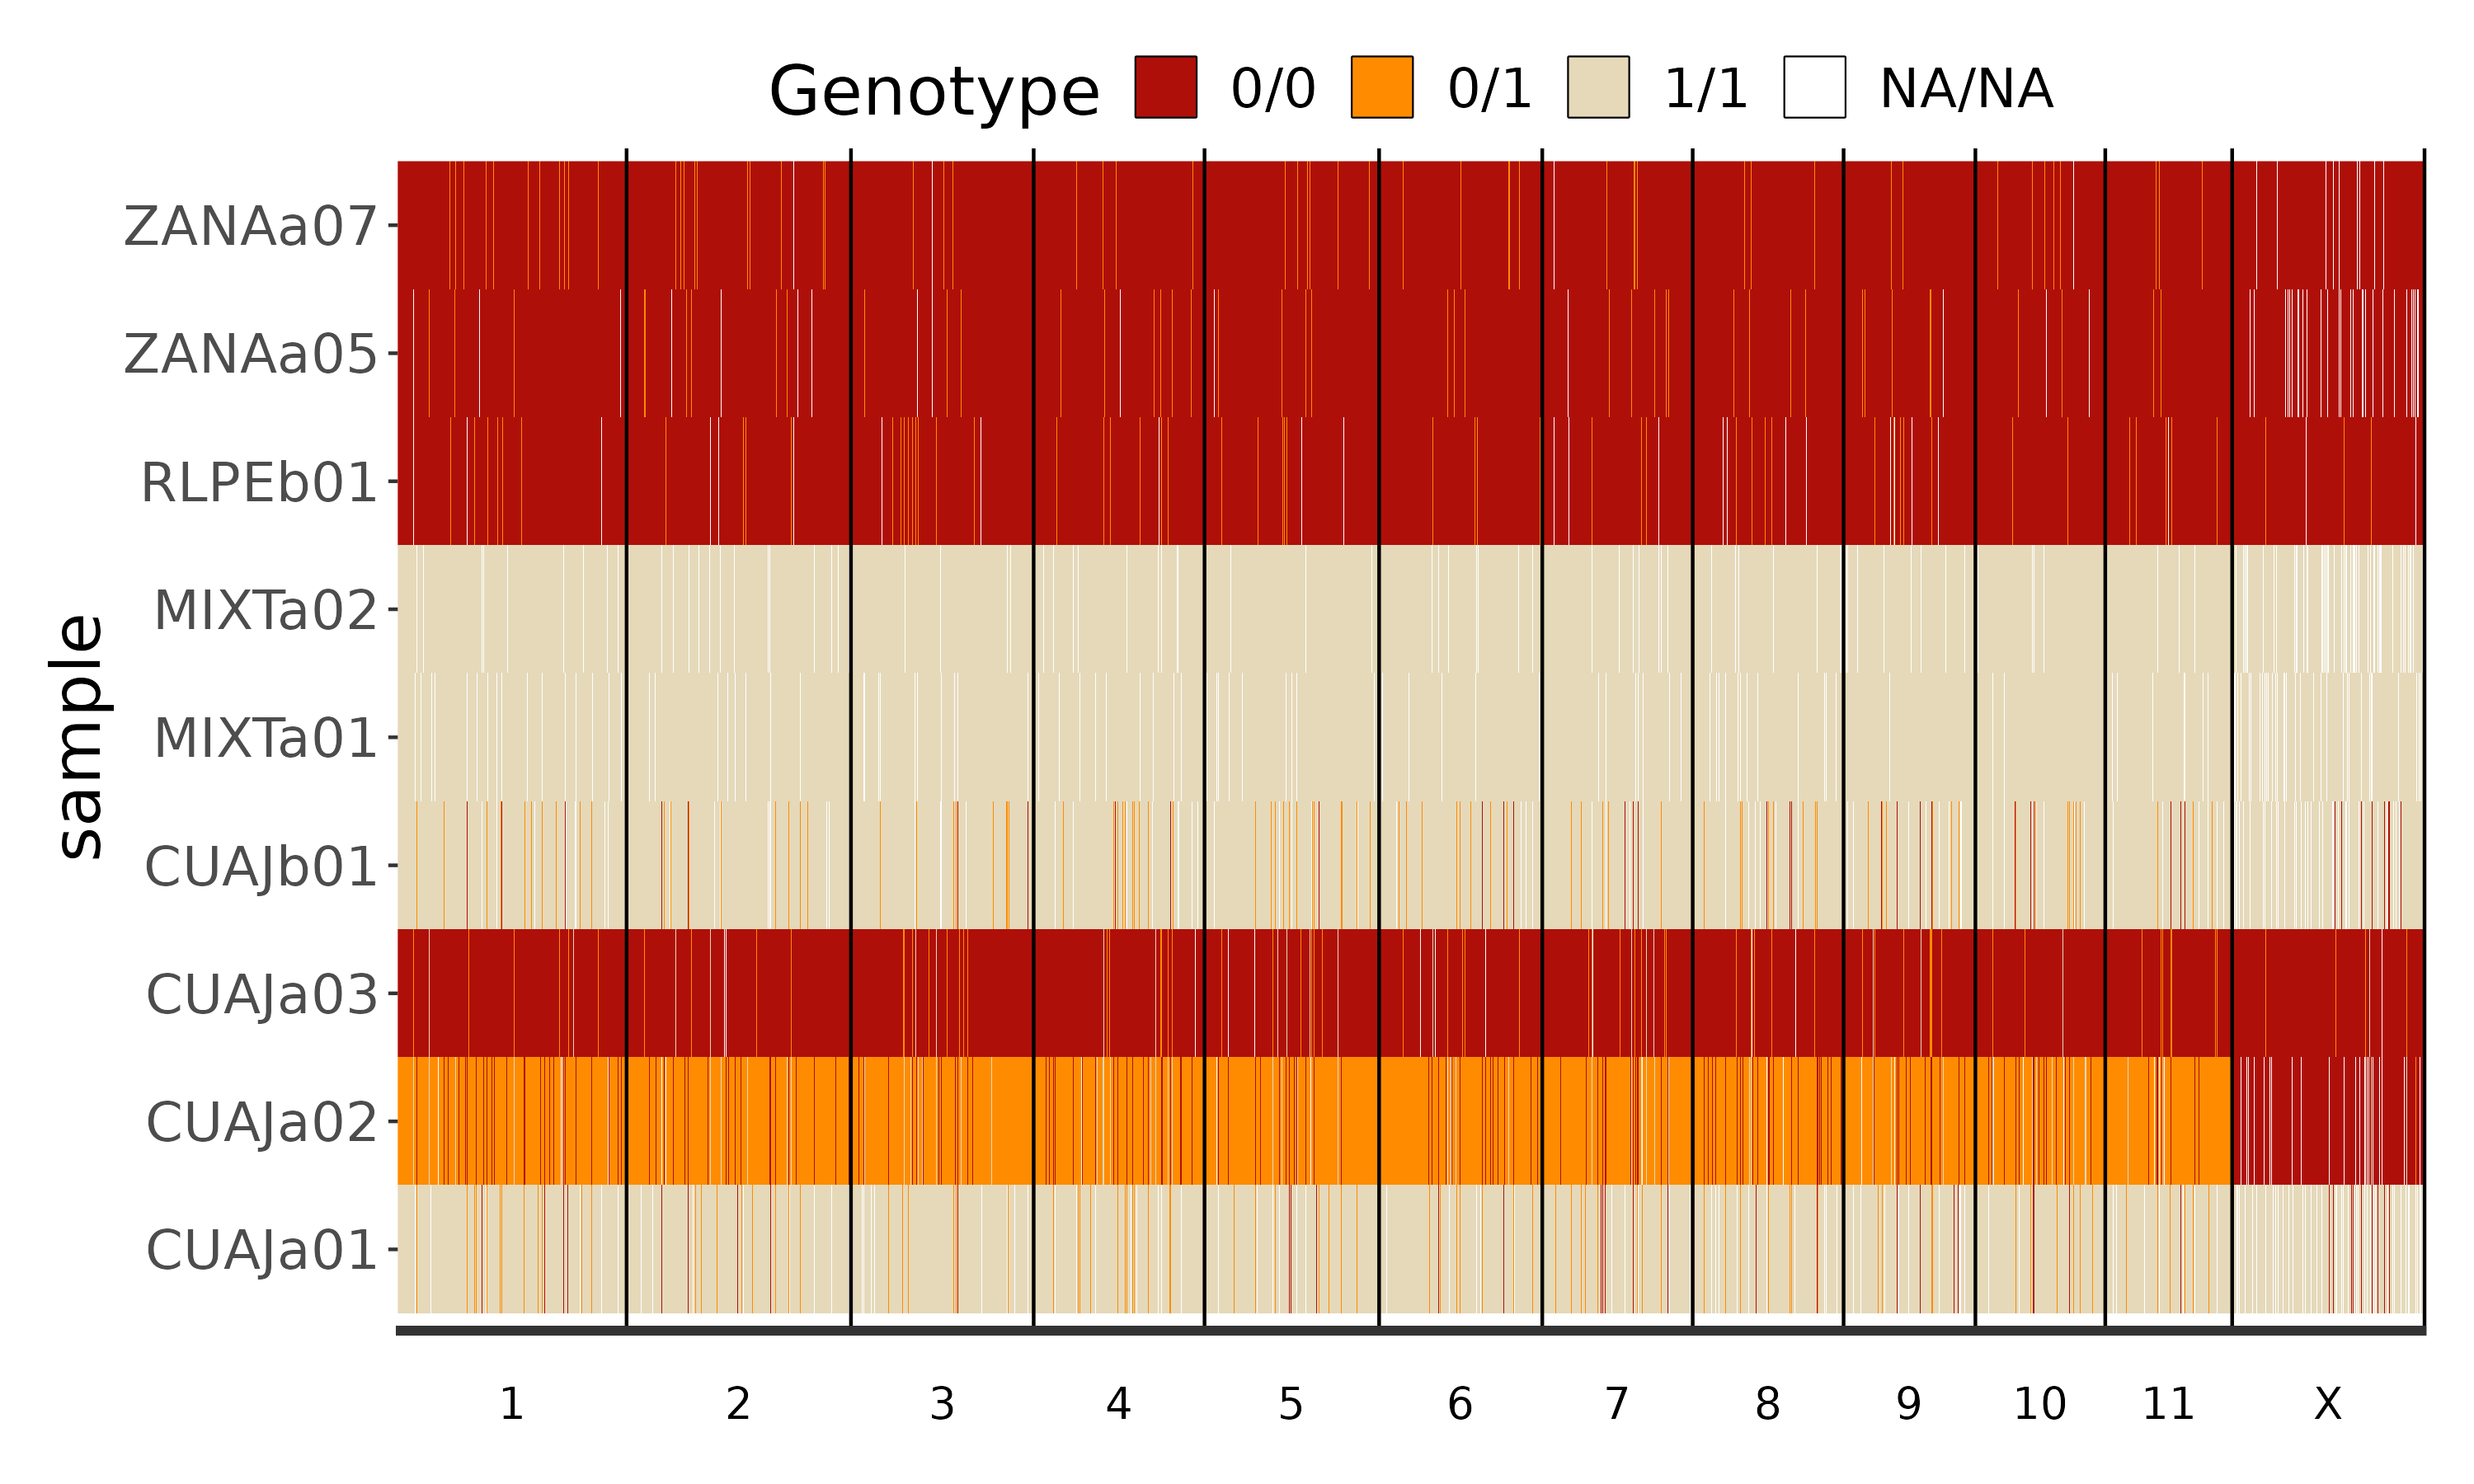 Genotype 0/0 0/1 1/1 NA/NA
ZANAa07
ZANAa05
RLPEb01
MIXTa02
MIXTa01
CUAJb01
CUAJa03
CUAJa02
CUAJa01
sample
1 2 3 4 5 6 7 8 9 10 11 X